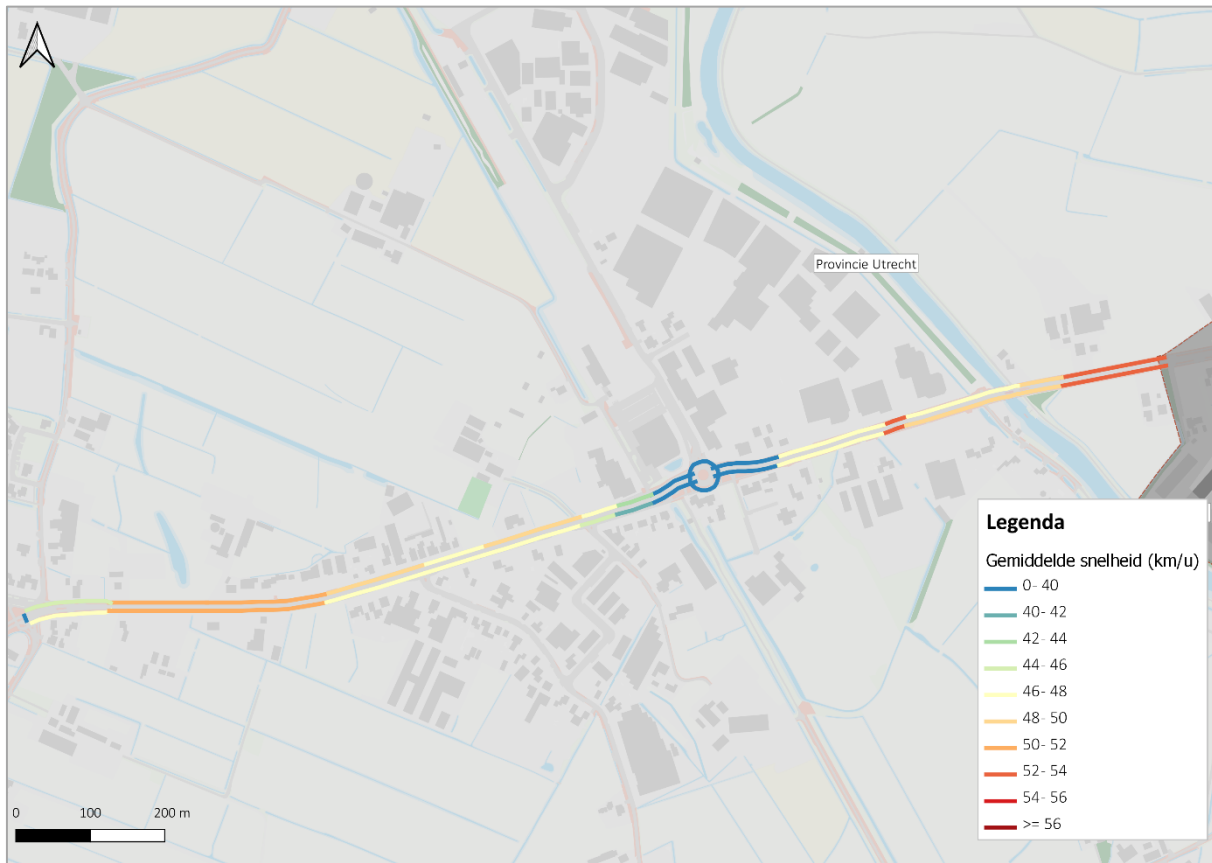 Provincie Utrecht
Legenda
Gemiddelde snelheid (km/u)
0- 40
40- 42
42- 44
44- 46
46- 48
48- 50
50- 52
52- 54
54- 56
>= 56
0 100 200 m